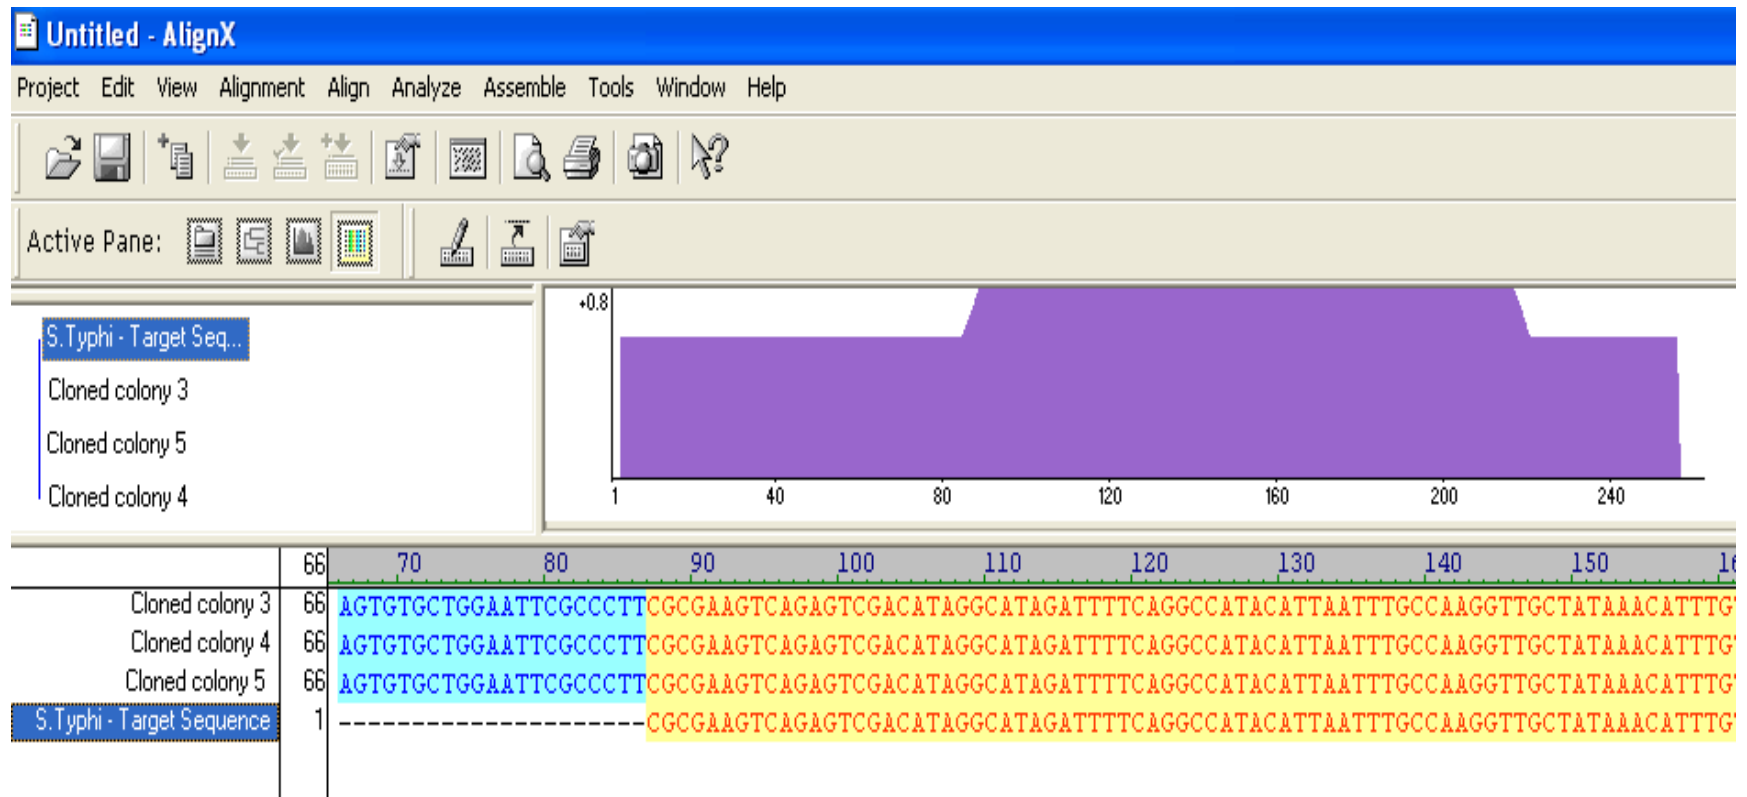 Untitled - AlignX
Project Edit View Alignment Align Analyze Assemble Tools Window Help
Active Pane:
S.Typhi - Target Seq...
Cloned colony 3
Cloned colony 5
Cloned colony 4
+0.8
1 40 80 120 160 200 240
66 70 80 90 100 110 120 130 140 150 16
Cloned colony 3 66 AGTGTGCTGGAATTCGCCCTTCGCGAAGTCAGAGTCGACATAGGCATAGATTTTCAGGCCATACATTAATTTGCCAAGGTTGCTATAAACATTTG
Cloned colony 4 66 AGTGTGCTGGAATTCGCCCTTCGCGAAGTCAGAGTCGACATAGGCATAGATTTTCAGGCCATACATTAATTTGCCAAGGTTGCTATAAACATTTG
Cloned colony 5 66 AGTGTGCTGGAATTCGCCCTTCGCGAAGTCAGAGTCGACATAGGCATAGATTTTCAGGCCATACATTAATTTGCCAAGGTTGCTATAAACATTTG
S.Typhi - Target Sequence 1 ---------------------CGCGAAGTCAGAGTCGACATAGGCATAGATTTTCAGGCCATACATTAATTTGCCAAGGTTGCTATAAACATTTG